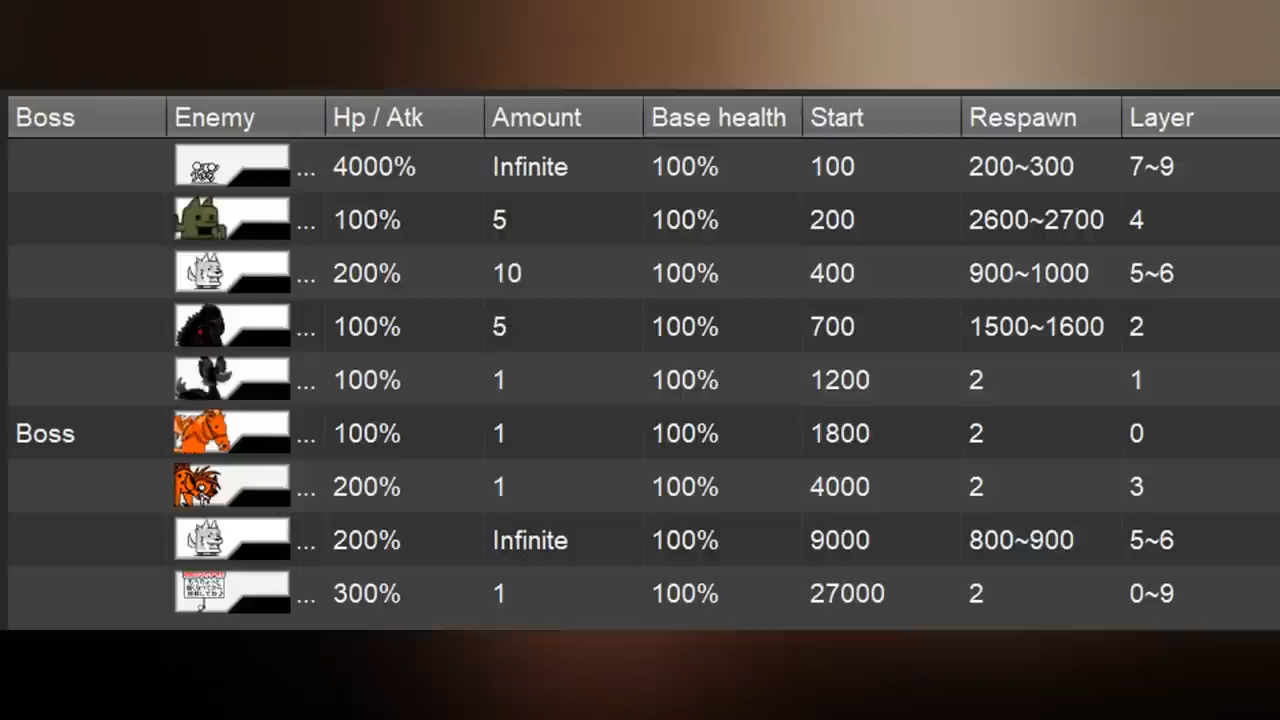 Boss Enemy Hp / Atk Amount Base health Start Respawn Layer
... 4000% Infinite 100% 100 200~300 7~9
... 100% 5 100% 200 2600~2700 4
... 200% 10 100% 400 900~1000 5~6
... 100% 5 100% 700 1500~1600 2
... 100% 1 100% 1200 2 1
Boss ... 100% 1 100% 1800 2 0
... 200% 1 100% 4000 2 3
... 200% Infinite 100% 9000 800~900 5~6
... 300% 1 100% 27000 2 0~9